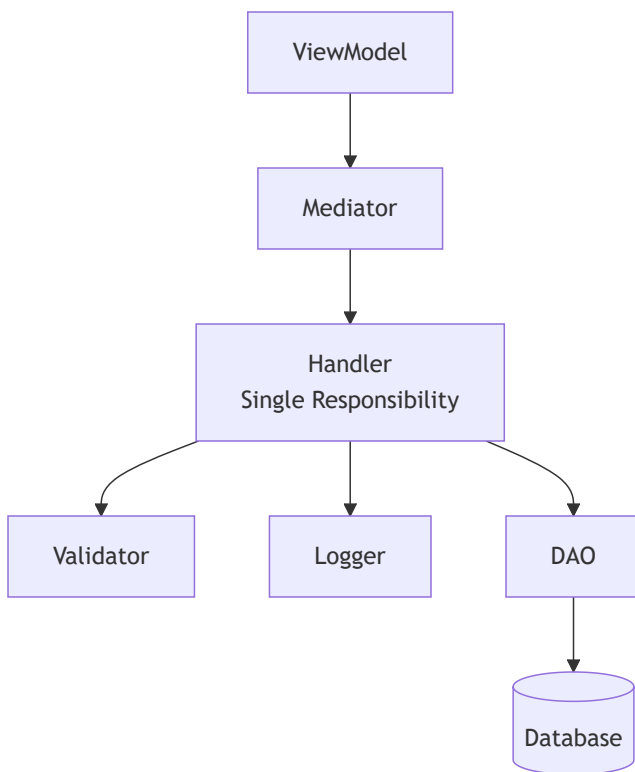 ViewModel
Mediator
Handler
Single Responsibility
Validator
Logger
DAO
Database